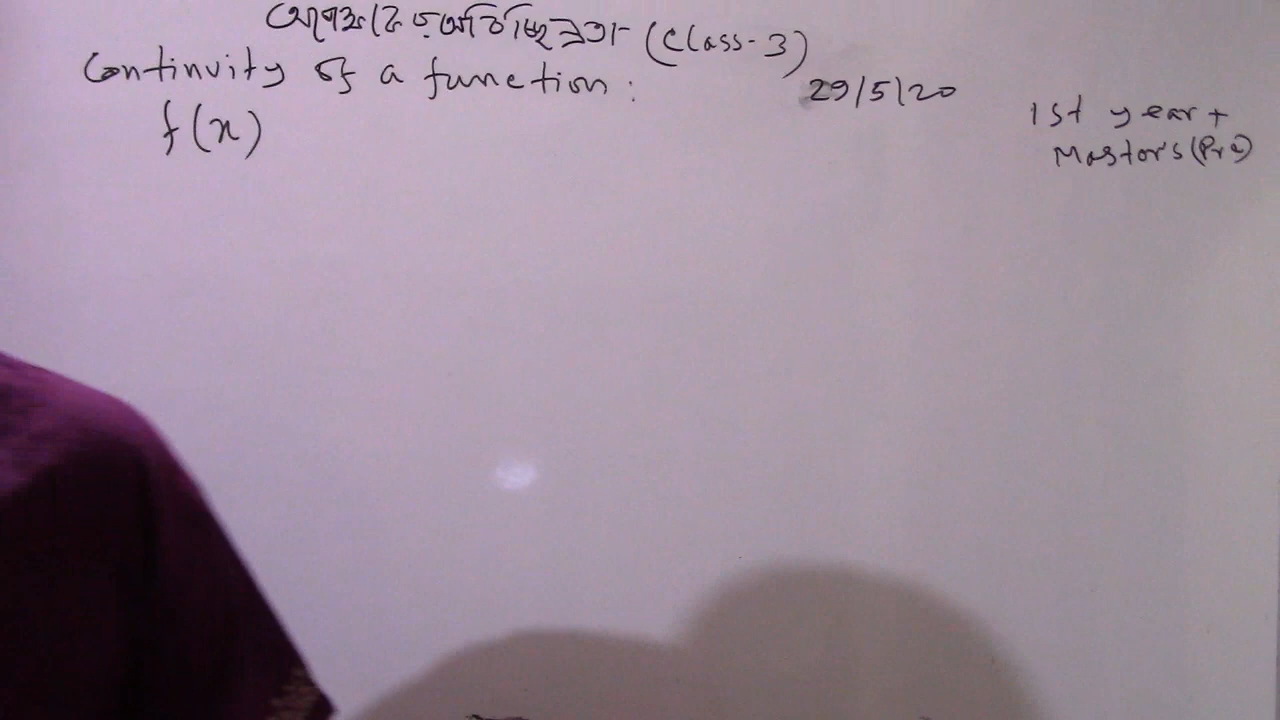 (Class-3)
Continuity of a function:
29/5/20
1st year +
Masters (Pre)
f(x)